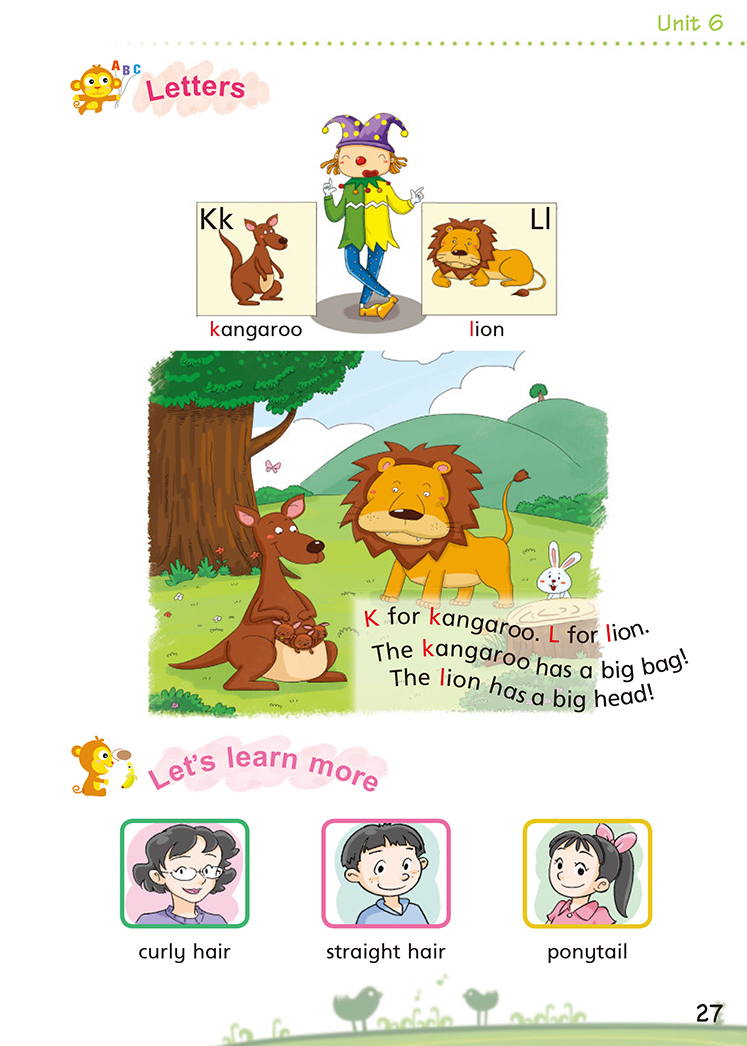 Unit 6
ABC
Letters
Kk
Ll
kangaroo
lion
K for kangaroo. L for lion.
The kangaroo has a big bag!
The lion has a big head!
Let's learn more
curly hair
straight hair
ponytail
27